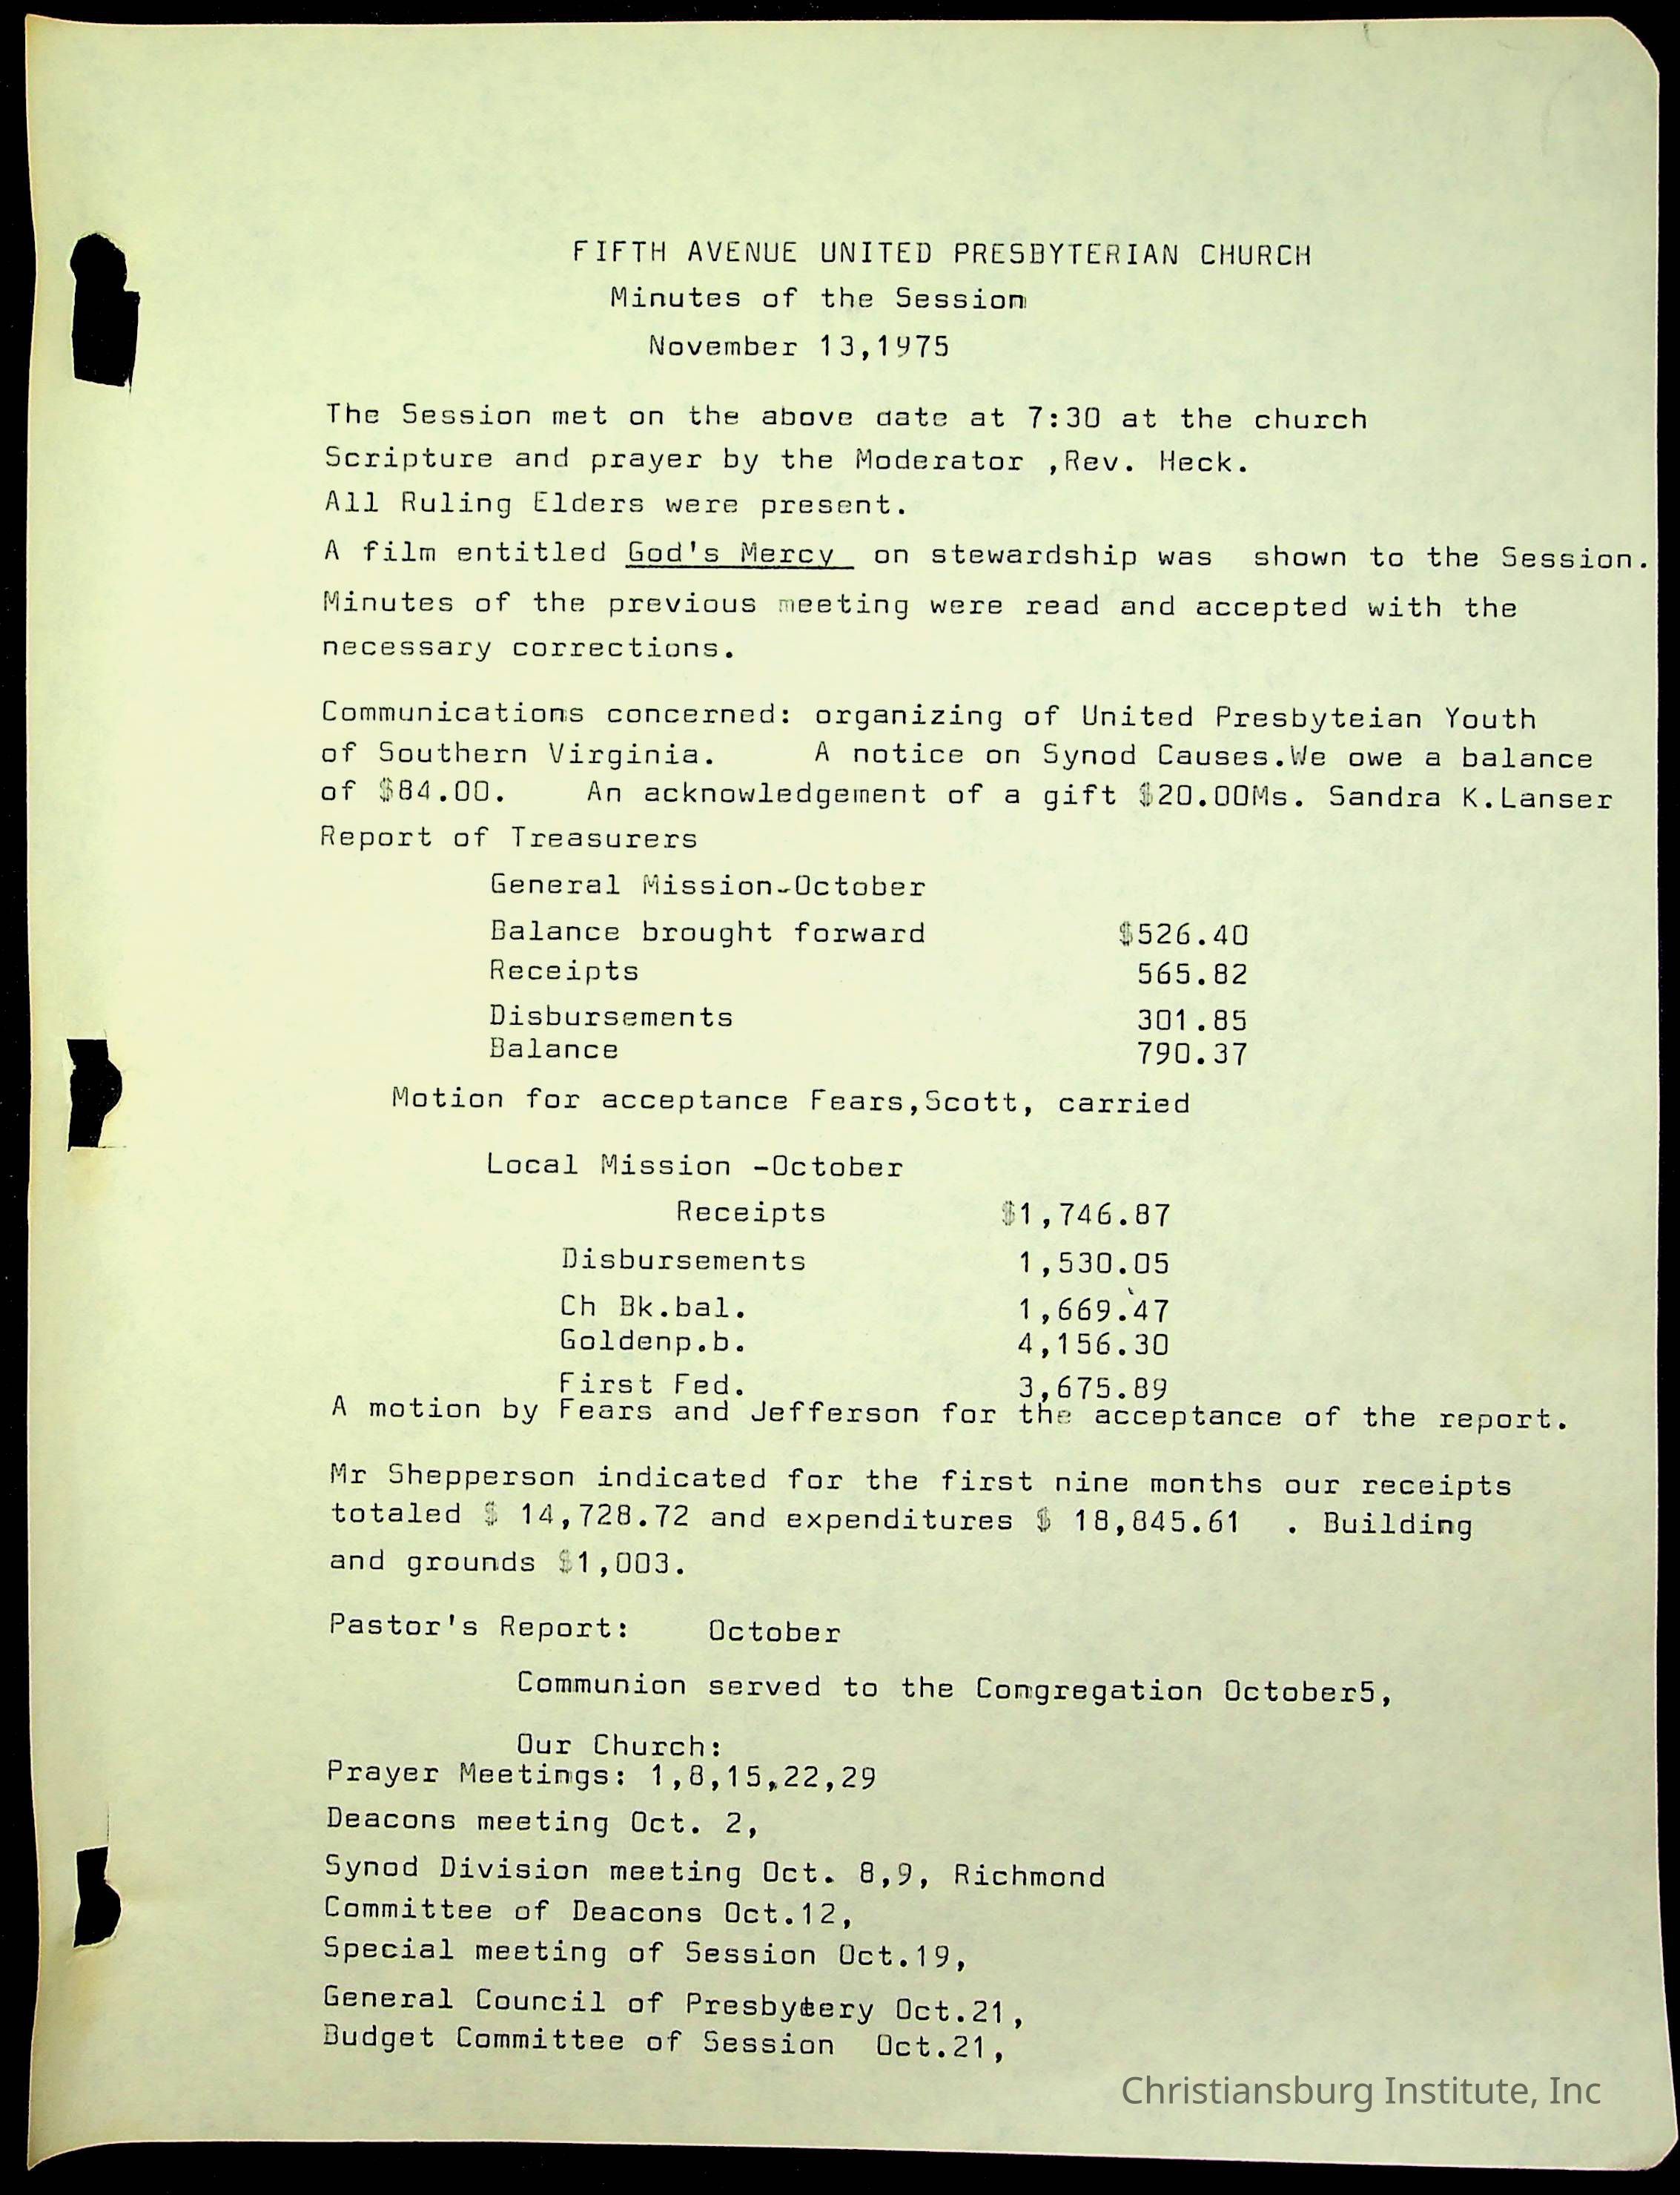 FIFTH AVENUE UNITED PRESBYTERIAN CHURCH
Minutes of the Session
November 13,1975
The Session met on the above date at 7:30 at the church
Scripture and prayer by the Moderator ,Rev. Heck.
All Ruling Elders were present.
A film entitled God's Mercy on stewardship was shown to the Session.
Minutes of the previous meeting were read and accepted with the
necessary corrections.
Communications concerned: organizing of United Presbyteian Youth
of Southern Virginia. A notice on Synod Causes.We owe a balance
of $84.00. An acknowledgement of a gift $20.00Ms. Sandra K.Lanser
Report of Treasurers
General Mission-October
Balance brought forward $526.40
Receipts 565.82
Disbursements 301.85
Balance 790.37
Motion for acceptance Fears,Scott, carried
Local Mission -October
Receipts $1,746.87
Disbursements 1,530.05
Ch Bk.bal. 1,669.47
Goldenp.b. 4,156.30
First Fed. 3,675.89
A motion by Fears and Jefferson for the acceptance of the report.
Mr Shepperson indicated for the first nine months our receipts
totaled $ 14,728.72 and expenditures $ 18,845.61 . Building
and grounds $1,003.
Pastor's Report: October
Communion served to the Congregation October5,
Our Church:
Prayer Meetings: 1,8,15,22,29
Deacons meeting Oct. 2,
Synod Division meeting Oct. 8,9, Richmond
Committee of Deacons Oct.12,
Special meeting of Session Oct.19,
General Council of Presbytery Oct.21,
Budget Committee of Session Oct.21,
Christiansburg Institute, Inc